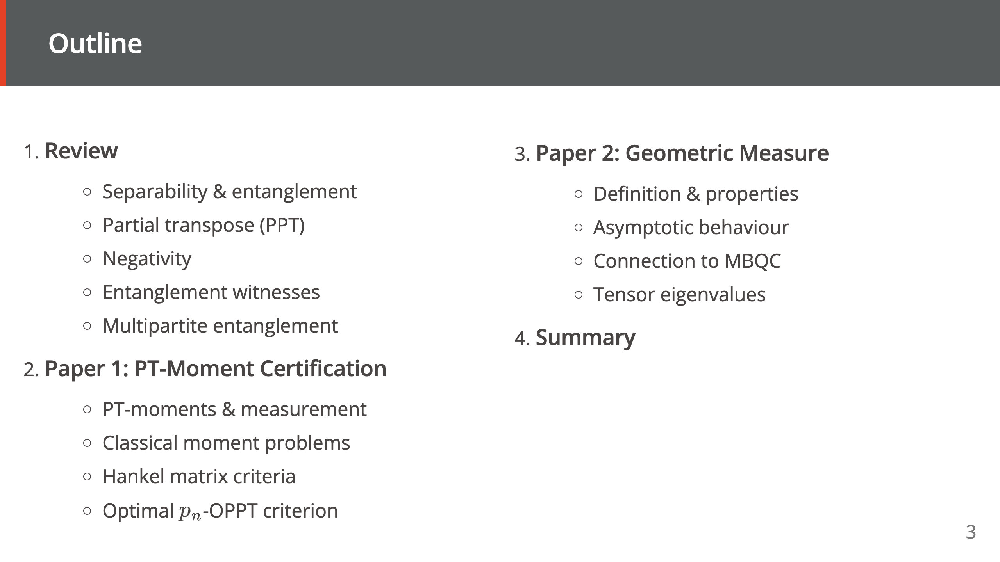 Outline
1. Review
○ Separability & entanglement
○ Partial transpose (PPT)
○ Negativity
○ Entanglement witnesses
○ Multipartite entanglement
2. Paper 1: PT-Moment Certification
○ PT-moments & measurement
○ Classical moment problems
○ Hankel matrix criteria
○ Optimal pₙ-OPPT criterion
3. Paper 2: Geometric Measure
○ Definition & properties
○ Asymptotic behaviour
○ Connection to MBQC
○ Tensor eigenvalues
4. Summary
3